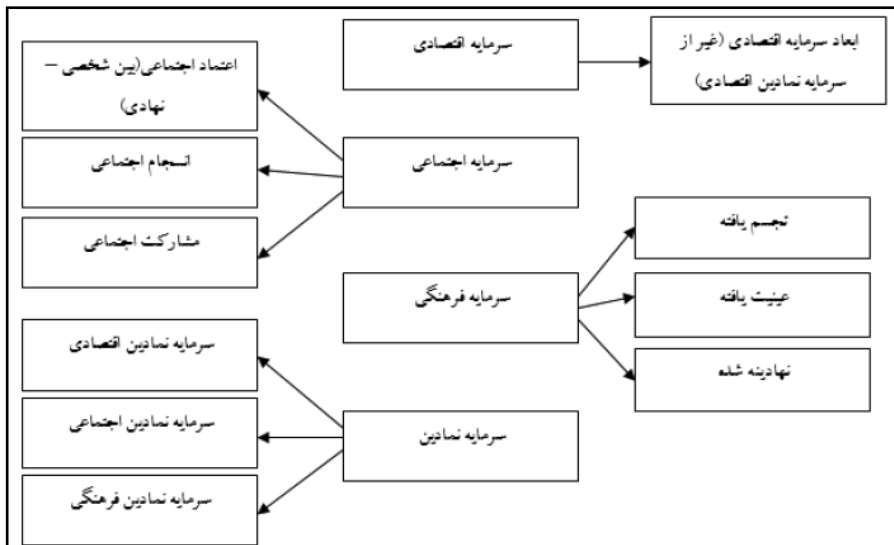 ابعاد سرمایه اقتصادی (غیر از
سرمایه نمادین اقتصادی)
سرمایه اقتصادی
اعتماد اجتماعی(بین شخصی –
نهادی)
سرمایه اجتماعی
انسجام اجتماعی
مشارکت اجتماعی
تجسم یافته
سرمایه فرهنگی
عینیت یافته
نهادینه شده
سرمایه نمادین اقتصادی
سرمایه نمادین
سرمایه نمادین اجتماعی
سرمایه نمادین فرهنگی